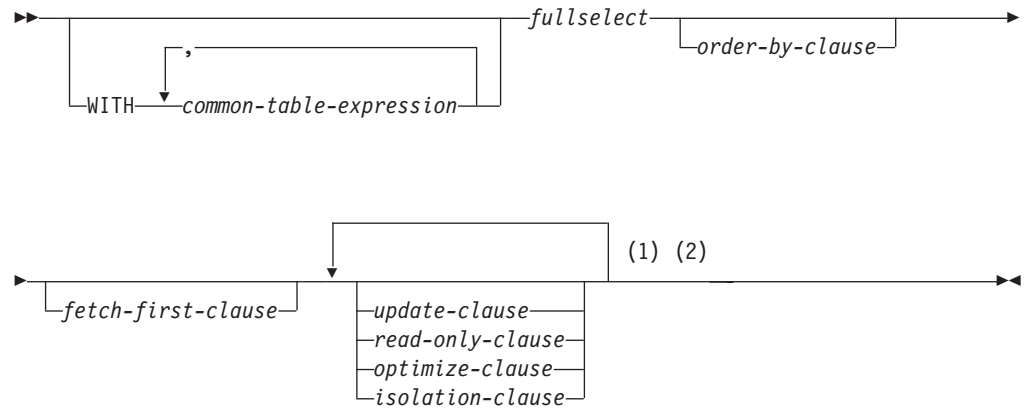 fullselect
order-by-clause
,
WITH common-table-expression
(1) (2)
fetch-first-clause
update-clause
read-only-clause
optimize-clause
isolation-clause